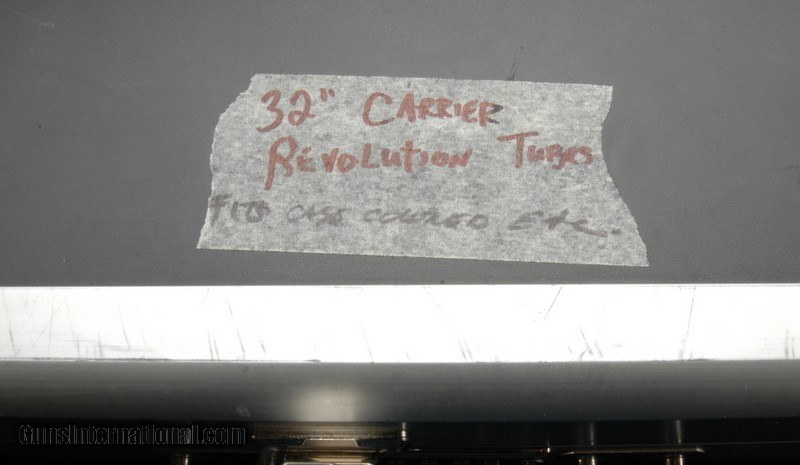 32" CARRIER
REVOLUTION TUBES
FITS CASE COLORED ETC.
GunsInternational.com